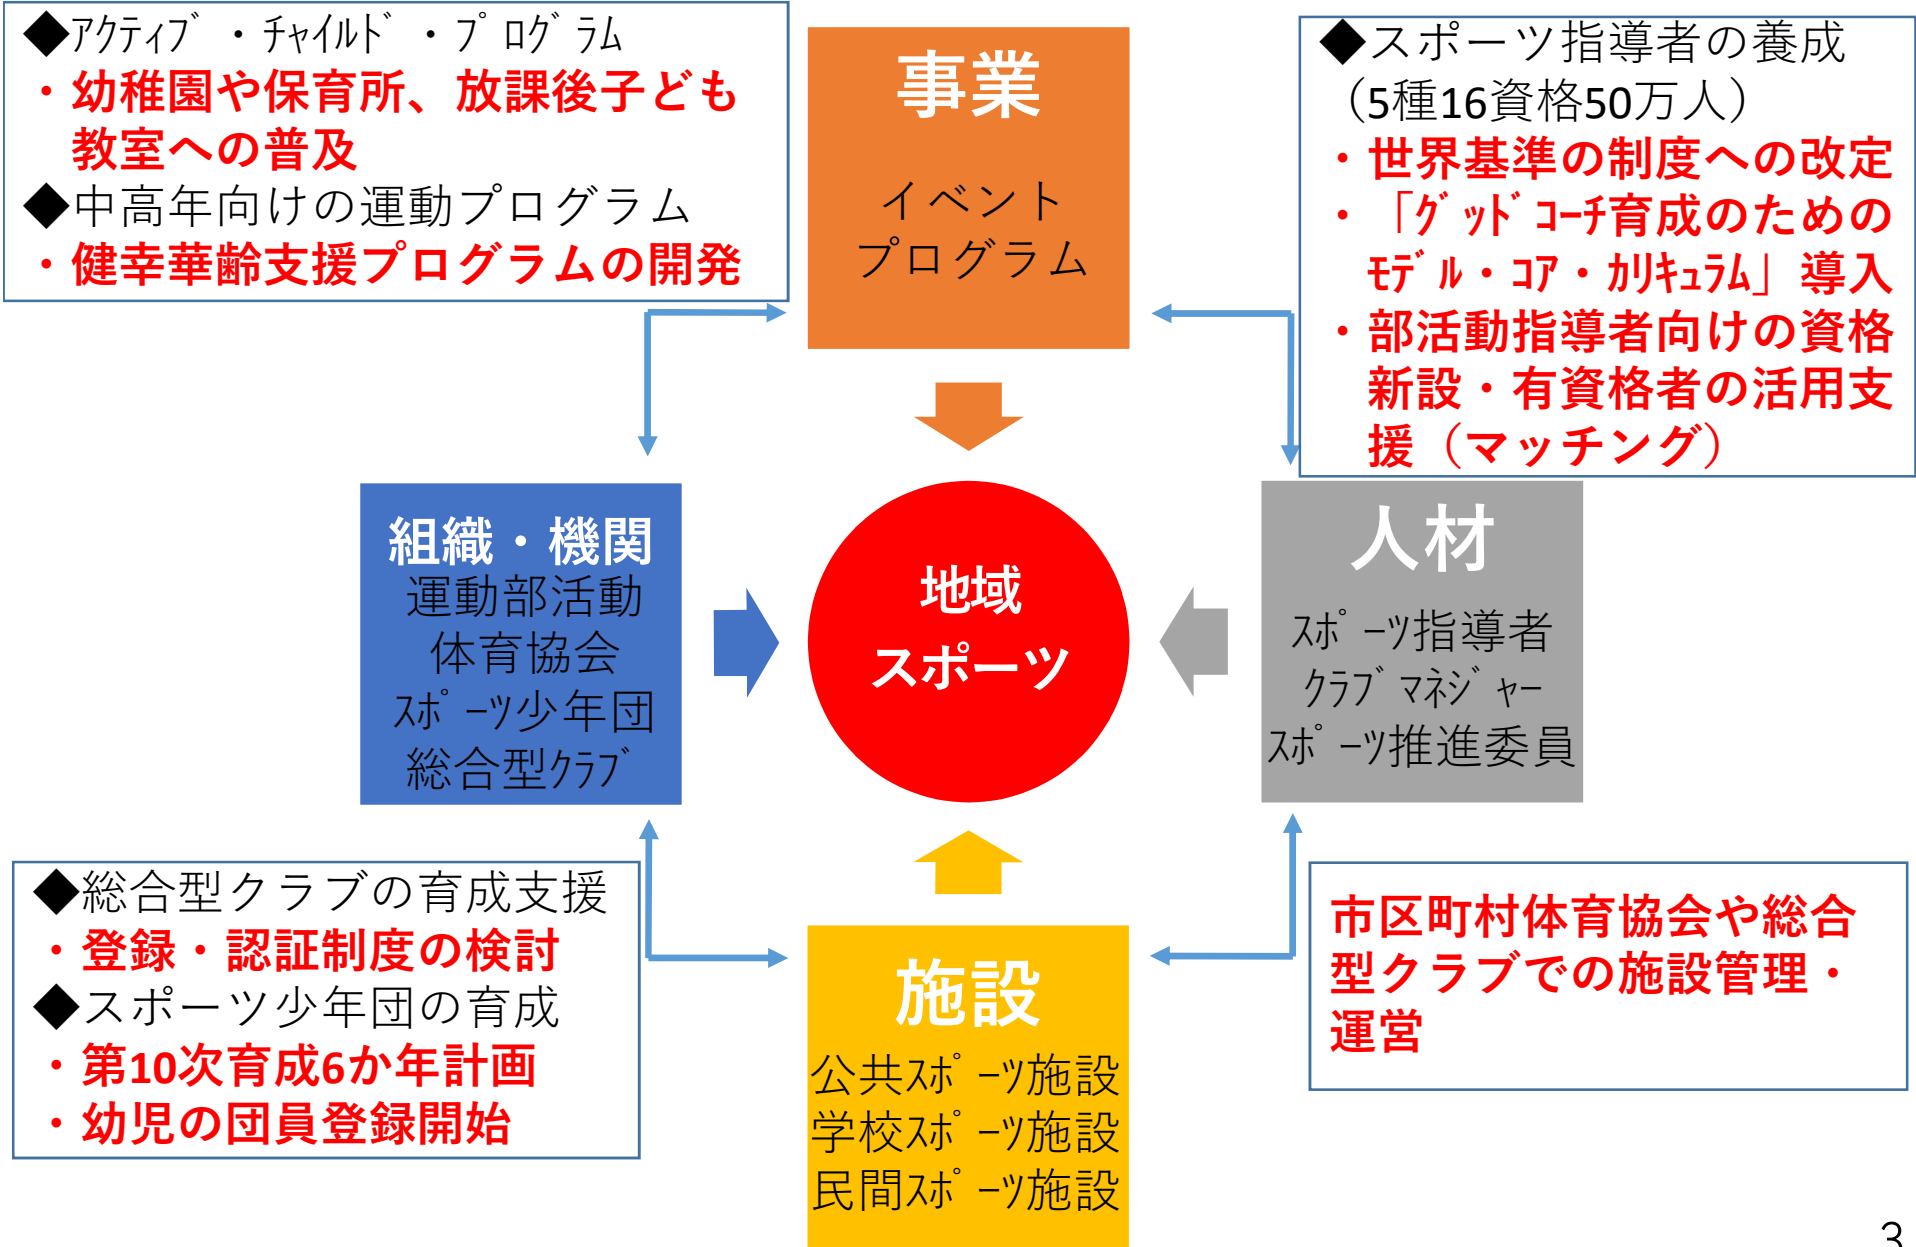 ◆ｱｸﾃｨﾌﾞ・ﾁｬｲﾙﾄﾞ・ﾌﾟﾛｸﾞﾗﾑ
・幼稚園や保育所、放課後子ども
教室への普及
◆中高年向けの運動プログラム
・健幸華齢支援プログラムの開発
事業
イベント
プログラム
◆スポーツ指導者の養成
（5種16資格50万人）
・世界基準の制度への改定
・「ｸﾞｯﾄﾞｺｰﾁ育成のための
ﾓﾃﾞﾙ・ｺｱ・ｶﾘｷｭﾗﾑ」導入
・部活動指導者向けの資格
新設・有資格者の活用支
援（マッチング）
組織・機関
運動部活動
体育協会
ｽﾎﾟｰﾂ少年団
総合型ｸﾗﾌﾞ
地域
スポーツ
人材
ｽﾎﾟｰﾂ指導者
ｸﾗﾌﾞﾏﾈｼﾞｬｰ
ｽﾎﾟｰﾂ推進委員
◆総合型クラブの育成支援
・登録・認証制度の検討
◆スポーツ少年団の育成
・第10次育成6か年計画
・幼児の団員登録開始
施設
公共ｽﾎﾟｰﾂ施設
学校ｽﾎﾟｰﾂ施設
民間ｽﾎﾟｰﾂ施設
市区町村体育協会や総合
型クラブでの施設管理・
運営
3